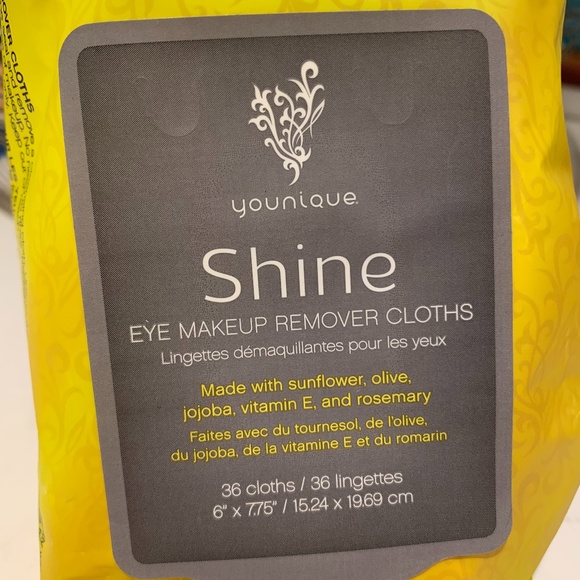 younique
Shine
EYE MAKEUP REMOVER CLOTHS
Lingettes démaquillantes pour les yeux
Made with sunflower, olive,
jojoba, vitamin E, and rosemary
Faites avec du tournesol, de l'olive,
du jojoba, de la vitamine E et du romarin
36 cloths / 36 lingettes
6" x 7.75" / 15.24 x 19.69 cm
OVER CLOTHS